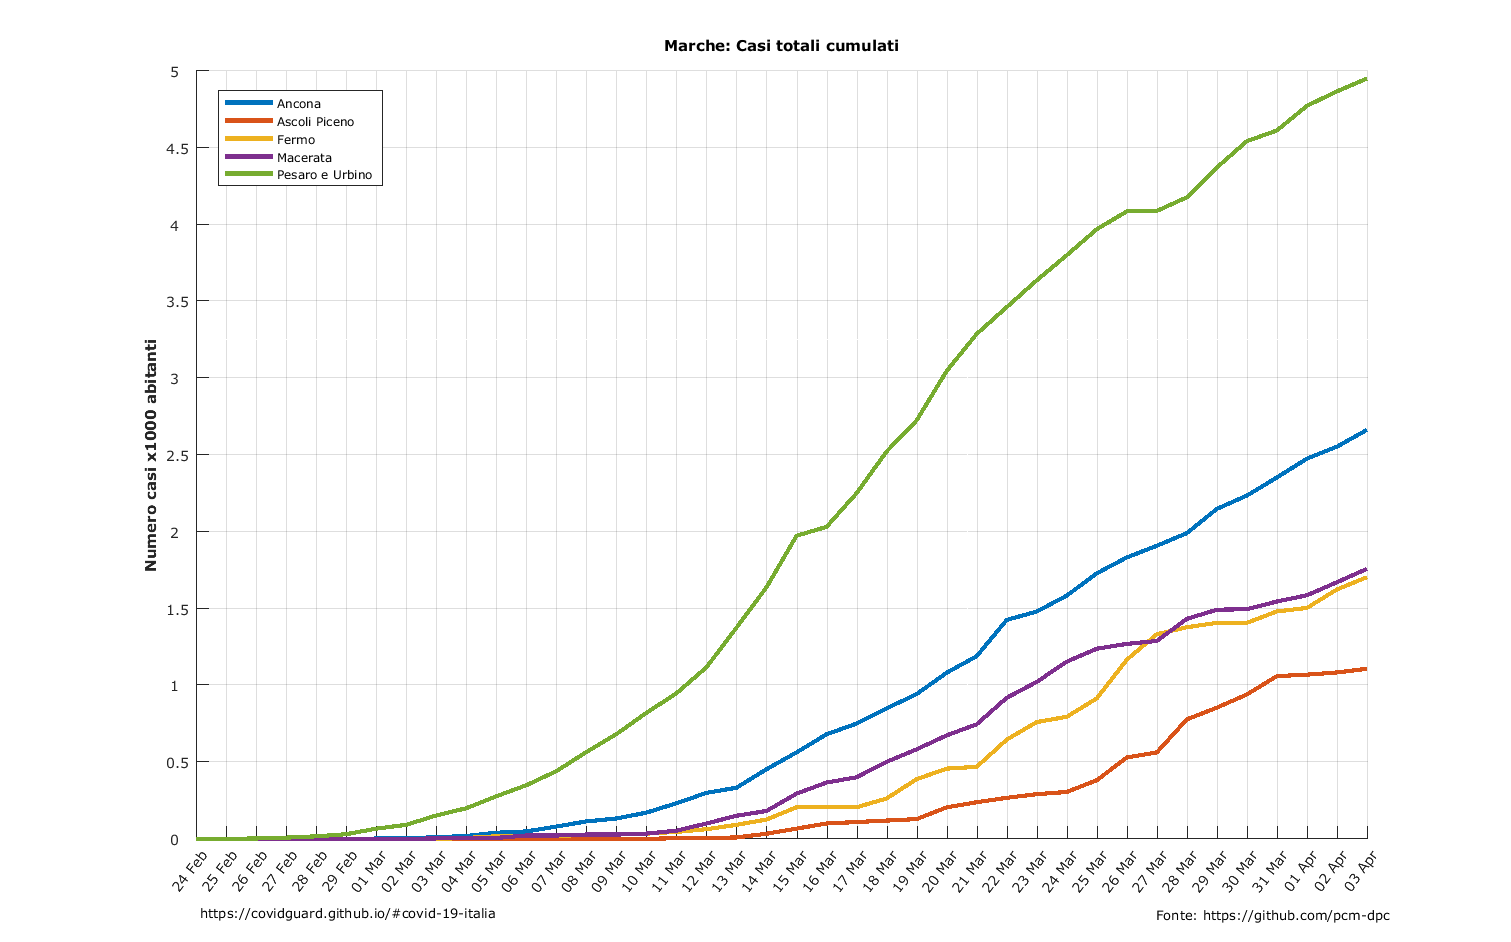 Marche: Casi totali cumulati
Numero casi x1000 abitanti
5
4.5
4
3.5
3
2.5
2
1.5
1
0.5
0
Ancona
Ascoli Piceno
Fermo
Macerata
Pesaro e Urbino
24 Feb
25 Feb
26 Feb
27 Feb
28 Feb
29 Feb
01 Mar
02 Mar
03 Mar
04 Mar
05 Mar
06 Mar
07 Mar
08 Mar
09 Mar
10 Mar
11 Mar
12 Mar
13 Mar
14 Mar
15 Mar
16 Mar
17 Mar
18 Mar
19 Mar
20 Mar
21 Mar
22 Mar
23 Mar
24 Mar
25 Mar
26 Mar
27 Mar
28 Mar
29 Mar
30 Mar
31 Mar
01 Apr
02 Apr
03 Apr
https://covidguard.github.io/#covid-19-italia
Fonte: https://github.com/pcm-dpc